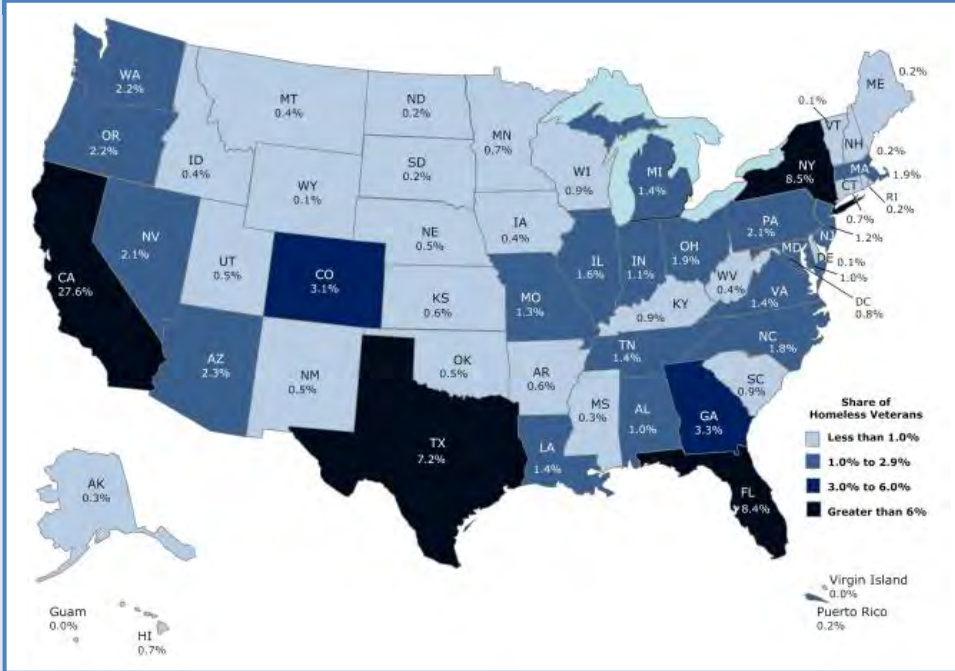 WA
2.2%
MT
0.4%
ND
0.2%
MN
0.7%
ME
0.2%
0.1%
VT
NH
0.2%
OR
2.2%
ID
0.4%
SD
0.2%
WI
0.9%
MI
1.4%
NY
8.5%
MA
1.9%
CT
0.7%
RI
0.2%
WY
0.1%
NE
0.5%
IA
0.4%
PA
2.1%
NJ
1.2%
NV
2.1%
UT
0.5%
CO
3.1%
IL
1.6%
IN
1.1%
OH
1.9%
MD
DE
0.1%
1.0%
DC
0.8%
CA
27.6%
KS
0.6%
MO
1.3%
WV
0.4%
KY
0.9%
VA
1.4%
AZ
2.3%
NM
0.5%
OK
0.5%
AR
0.6%
TN
1.4%
NC
1.8%
SC
0.9%
TX
7.2%
LA
1.4%
MS
0.3%
AL
1.0%
GA
3.3%
FL
8.4%
Share of
Homeless Veterans
Less than 1.0%
1.0% to 2.9%
3.0% to 6.0%
Greater than 6%
AK
0.3%
Guam
0.0%
HI
0.7%
Virgin Island
0.0%
Puerto Rico
0.2%